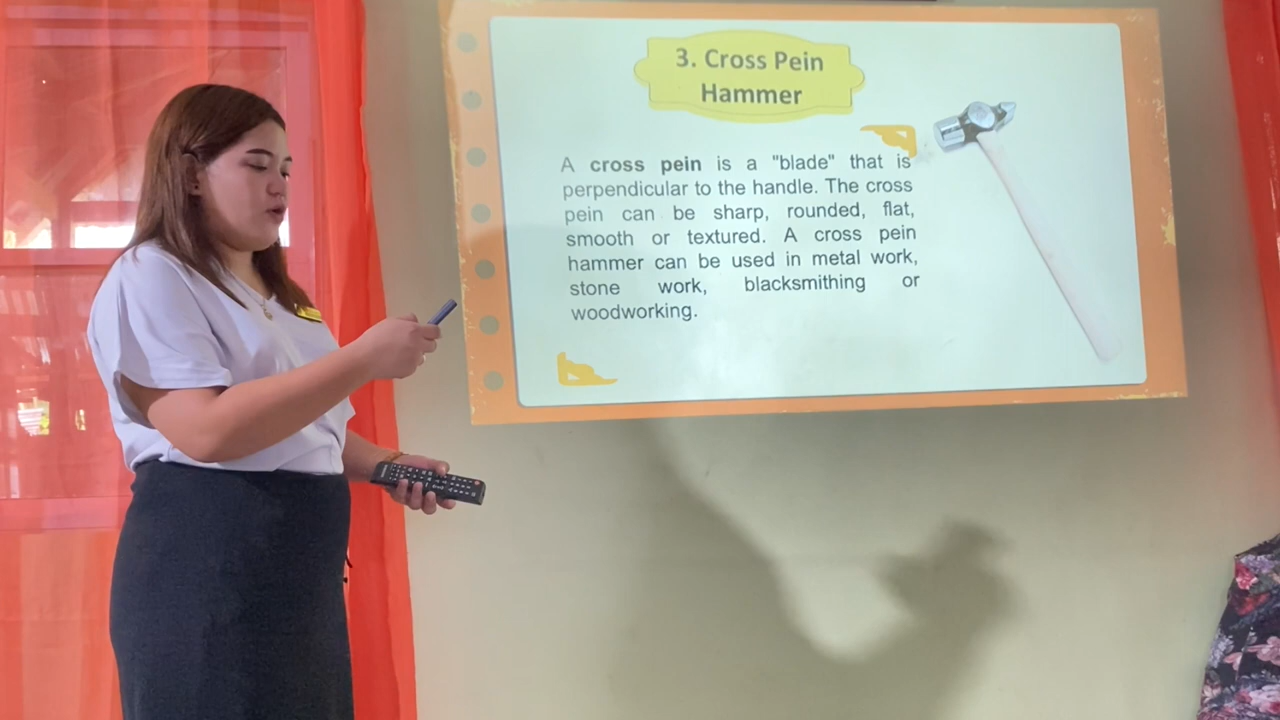 3. Cross Pein
Hammer
A cross pein is a "blade" that is
perpendicular to the handle. The cross
pein can be sharp, rounded, flat,
smooth or textured. A cross pein
hammer can be used in metal work,
stone work, blacksmithing or
woodworking.